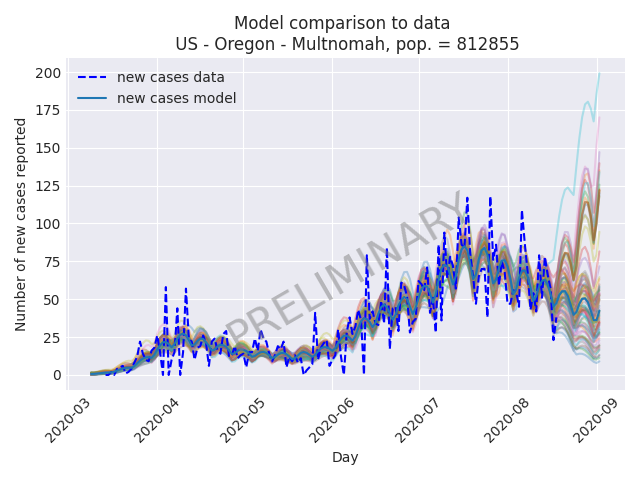 Model comparison to data
US - Oregon - Multnomah, pop. = 812855
200
175
150
125
100
75
50
25
0
Number of new cases reported
new cases data
new cases model
PRELIMINARY
2020-03
2020-04
2020-05
2020-06
2020-07
2020-08
2020-09
Day